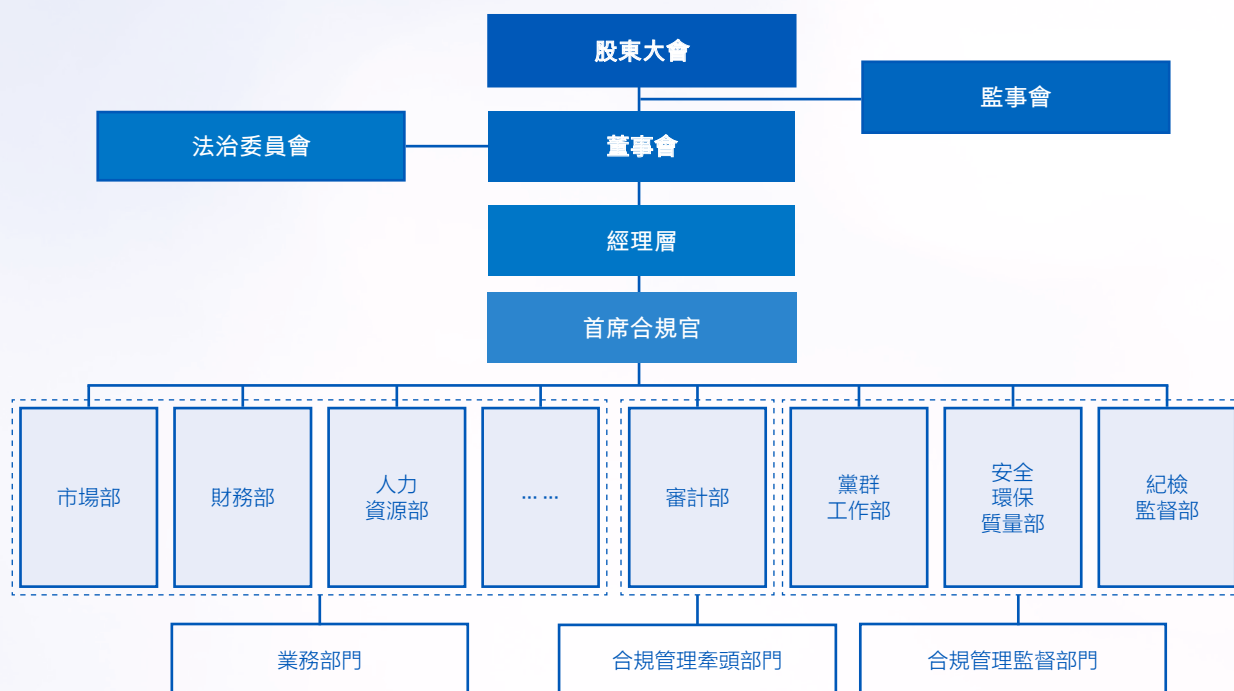 股東大會
監事會
法治委員會
董事會
經理層
首席合規官
市場部
財務部
人力
資源部
... ...
審計部
黨群
工作部
安全
環保
質量部
紀檢
監督部
業務部門
合規管理牽頭部門
合規管理監督部門